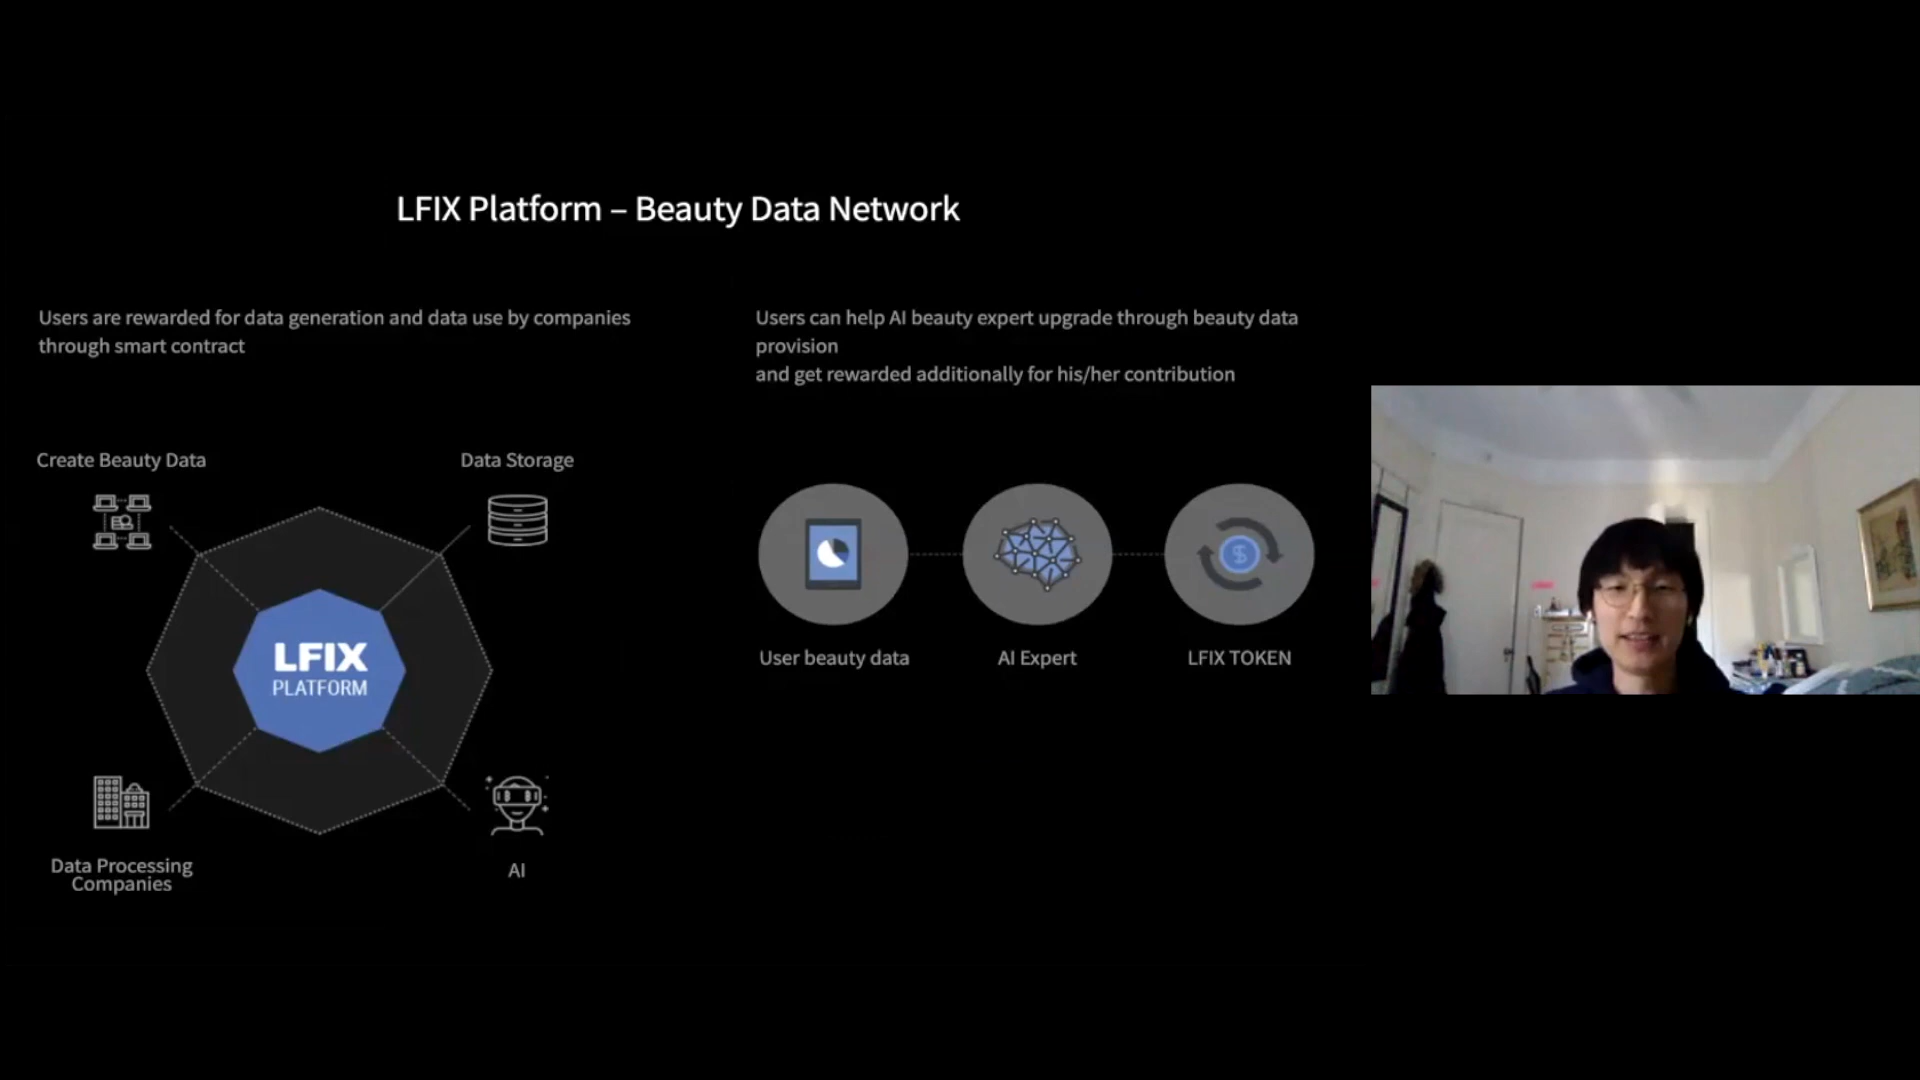 LFIX Platform – Beauty Data Network
Users are rewarded for data generation and data use by companies
through smart contract
Users can help AI beauty expert upgrade through beauty data
provision
and get rewarded additionally for his/her contribution
Create Beauty Data
Data Storage
LFIX
PLATFORM
Data Processing
Companies
AI
User beauty data
AI Expert
LFIX TOKEN